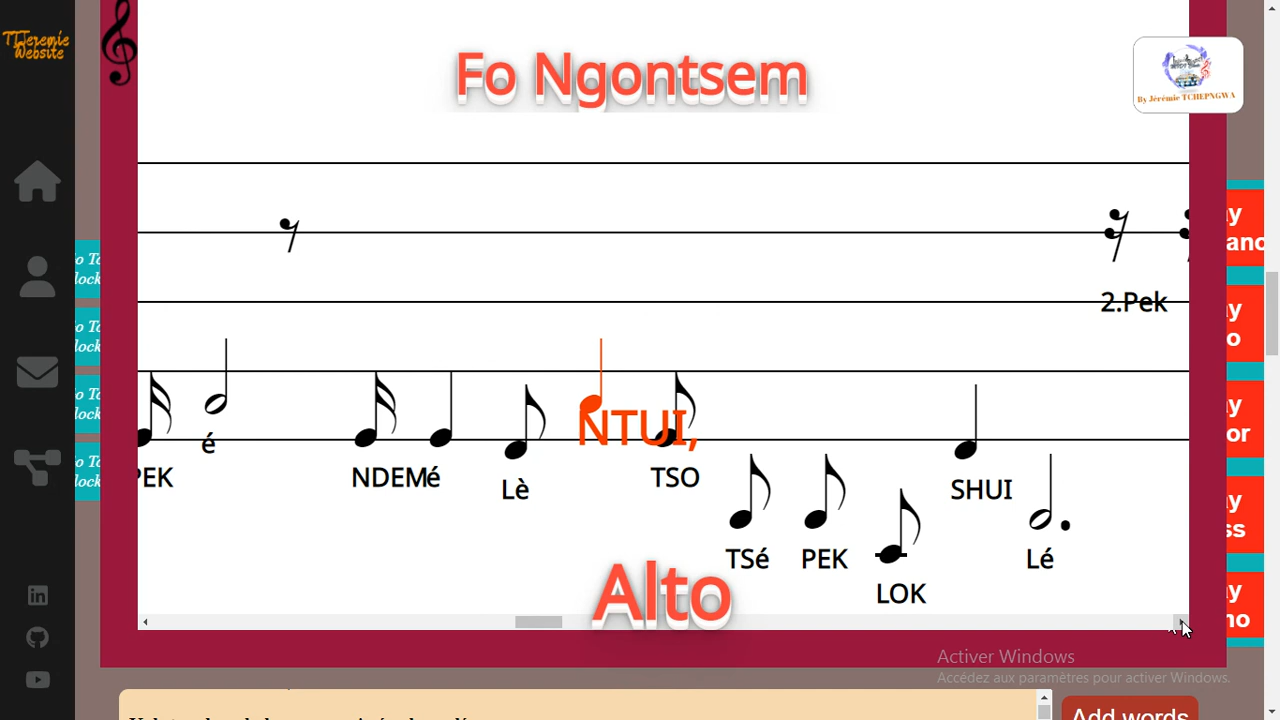 TTJeremie
Website
Fo Ngontsem
By Jérémie TCHEPNGWA
2.Pek
é
PEK
NDEMé
Lè
NTUI,
TSO
TSé
PEK
LOK
SHUI
Lé
Alto
Activer Windows
Accédez aux paramètres pour activer Windows.
Add words